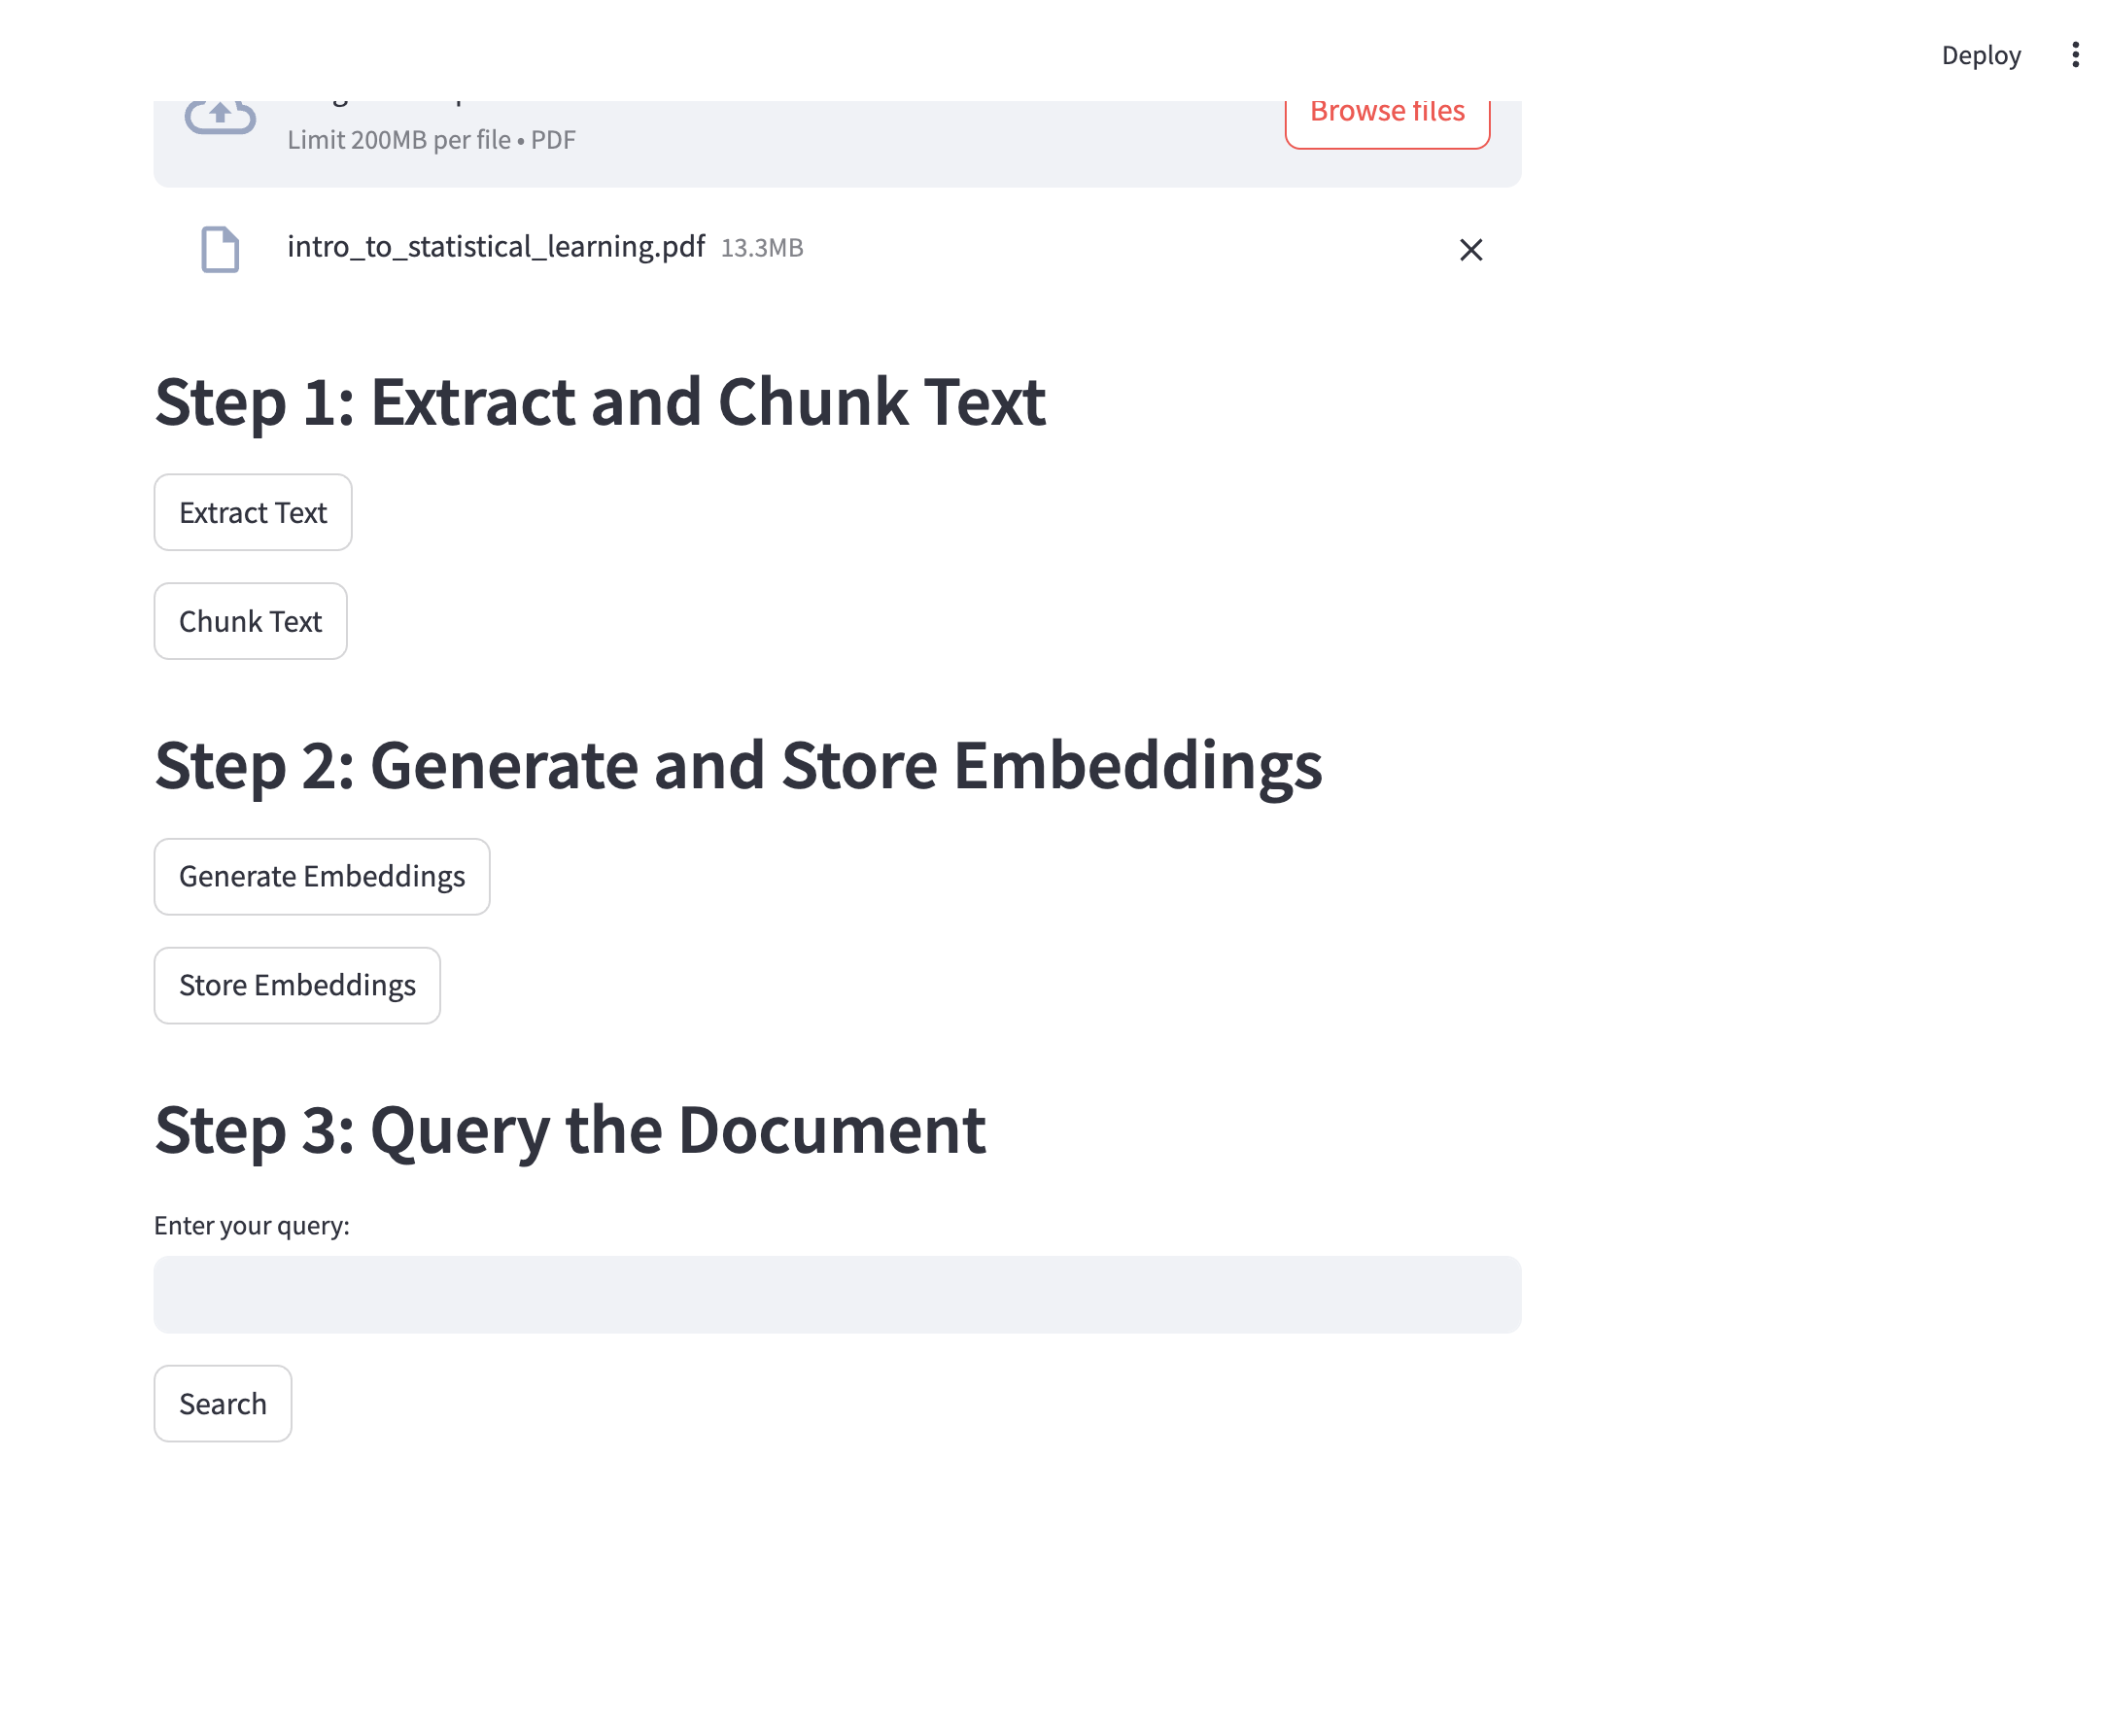 Deploy
Browse files
Limit 200MB per file • PDF
intro_to_statistical_learning.pdf 13.3MB
Step 1: Extract and Chunk Text
Extract Text
Chunk Text
Step 2: Generate and Store Embeddings
Generate Embeddings
Store Embeddings
Step 3: Query the Document
Enter your query:
Search